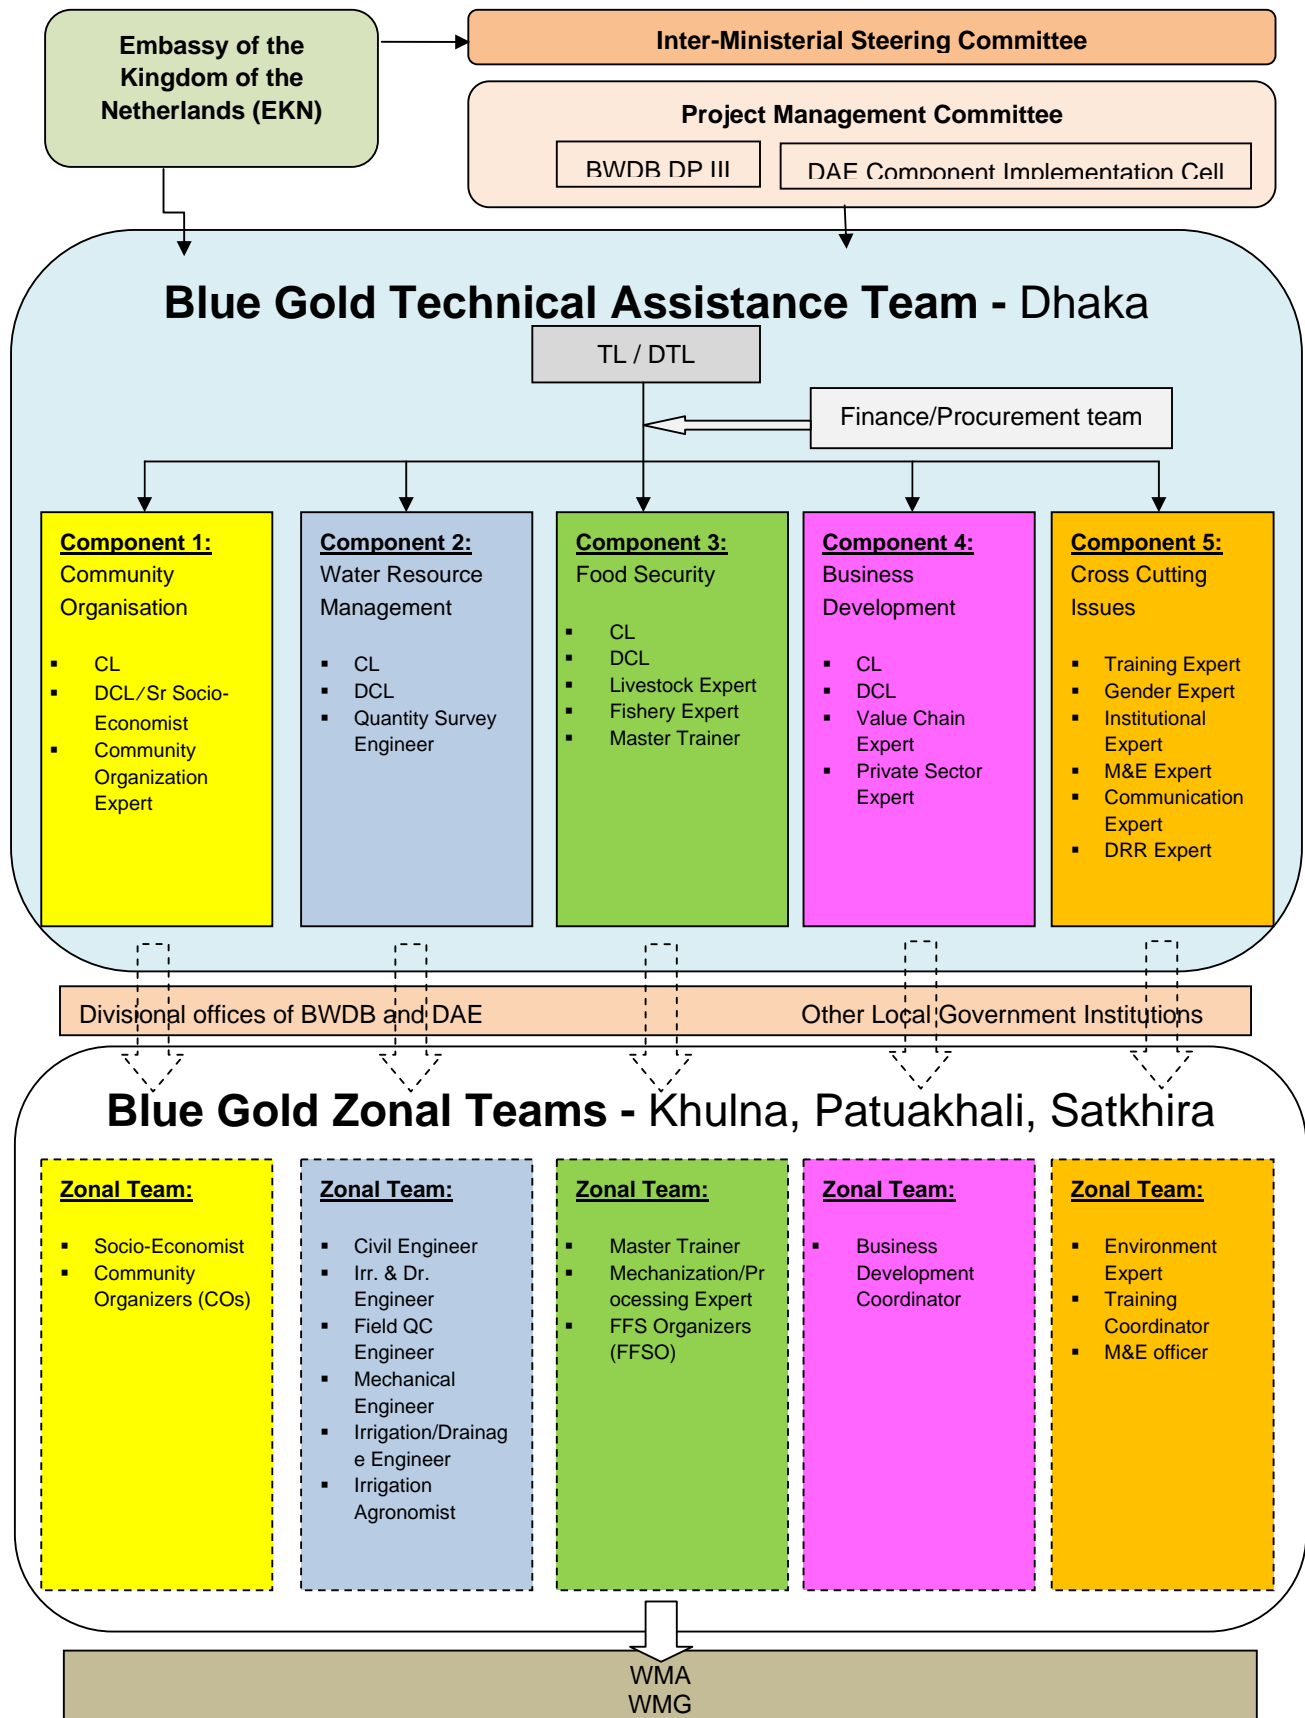 Embassy of the
Kingdom of the
Netherlands (EKN)
Inter-Ministerial Steering Committee
Project Management Committee
BWDB DP III
DAE Component Implementation Cell
Blue Gold Technical Assistance Team - Dhaka
TL / DTL
Finance/Procurement team
Component 1:
Community
Organisation
▪ CL
▪ DCL/Sr Socio-
Economist
▪ Community
Organization
Expert
Component 2:
Water Resource
Management
▪ CL
▪ DCL
▪ Quantity Survey
Engineer
Component 3:
Food Security
▪ CL
▪ DCL
▪ Livestock Expert
▪ Fishery Expert
▪ Master Trainer
Component 4:
Business
Development
▪ CL
▪ DCL
▪ Value Chain
Expert
▪ Private Sector
Expert
Component 5:
Cross Cutting
Issues
▪ Training Expert
▪ Gender Expert
▪ Institutional
Expert
▪ M&E Expert
▪ Communication
Expert
▪ DRR Expert
Divisional offices of BWDB and DAE
Other Local Government Institutions
Blue Gold Zonal Teams - Khulna, Patuakhali, Satkhira
Zonal Team:
▪ Socio-Economist
▪ Community
Organizers (COs)
Zonal Team:
▪ Civil Engineer
▪ Irr. & Dr.
Engineer
▪ Field QC
Engineer
▪ Mechanical
Engineer
▪ Irrigation/Drainag
e Engineer
▪ Irrigation
Agronomist
Zonal Team:
▪ Master Trainer
▪ Mechanization/Pr
ocessing Expert
▪ FFS Organizers
(FFSO)
Zonal Team:
▪ Business
Development
Coordinator
Zonal Team:
▪ Environment
Expert
▪ Training
Coordinator
▪ M&E officer
WMA
WMG